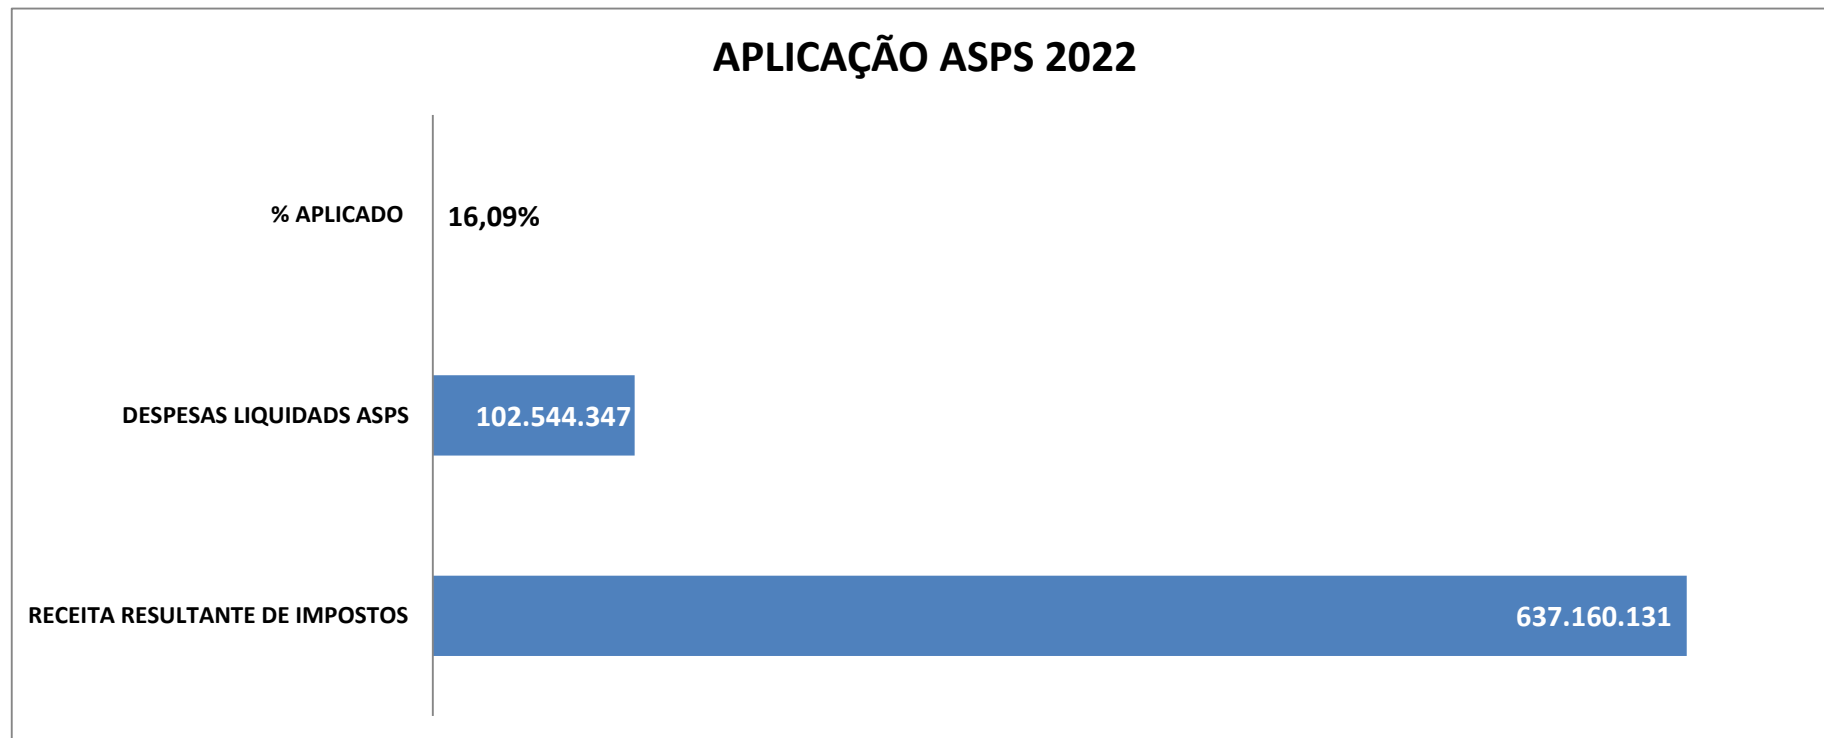 APLICAÇÃO ASPS 2022
% APLICADO
16,09%
DESPESAS LIQUIDADS ASPS
102.544.347
RECEITA RESULTANTE DE IMPOSTOS
637.160.131